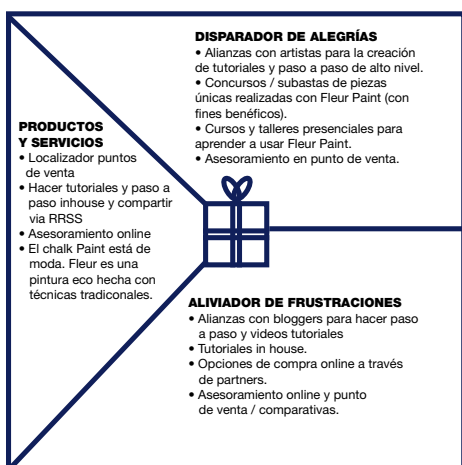 DISPARADOR DE ALEGRÍAS
• Alianzas con artistas para la creación
de tutoriales y paso a paso de alto nivel.
• Concursos / subastas de piezas
únicas realizadas con Fleur Paint (con
fines benéficos).
• Cursos y talleres presenciales para
aprender a usar Fleur Paint.
• Asesoramiento en punto de venta.
PRODUCTOS
Y SERVICIOS
• Localizador puntos
de venta
• Hacer tutoriales y paso a
paso inhouse y compartir
via RRSS
• Asesoramiento online
• El chalk Paint está de
moda. Fleur es una
pintura eco hecha con
técnicas tradiconales.
ALIVIADOR DE FRUSTRACIONES
• Alianzas con bloggers para hacer paso
a paso y videos tutoriales
• Tutoriales in house.
• Opciones de compra online a través
de partners.
• Asesoramiento online y punto
de venta / comparativas.